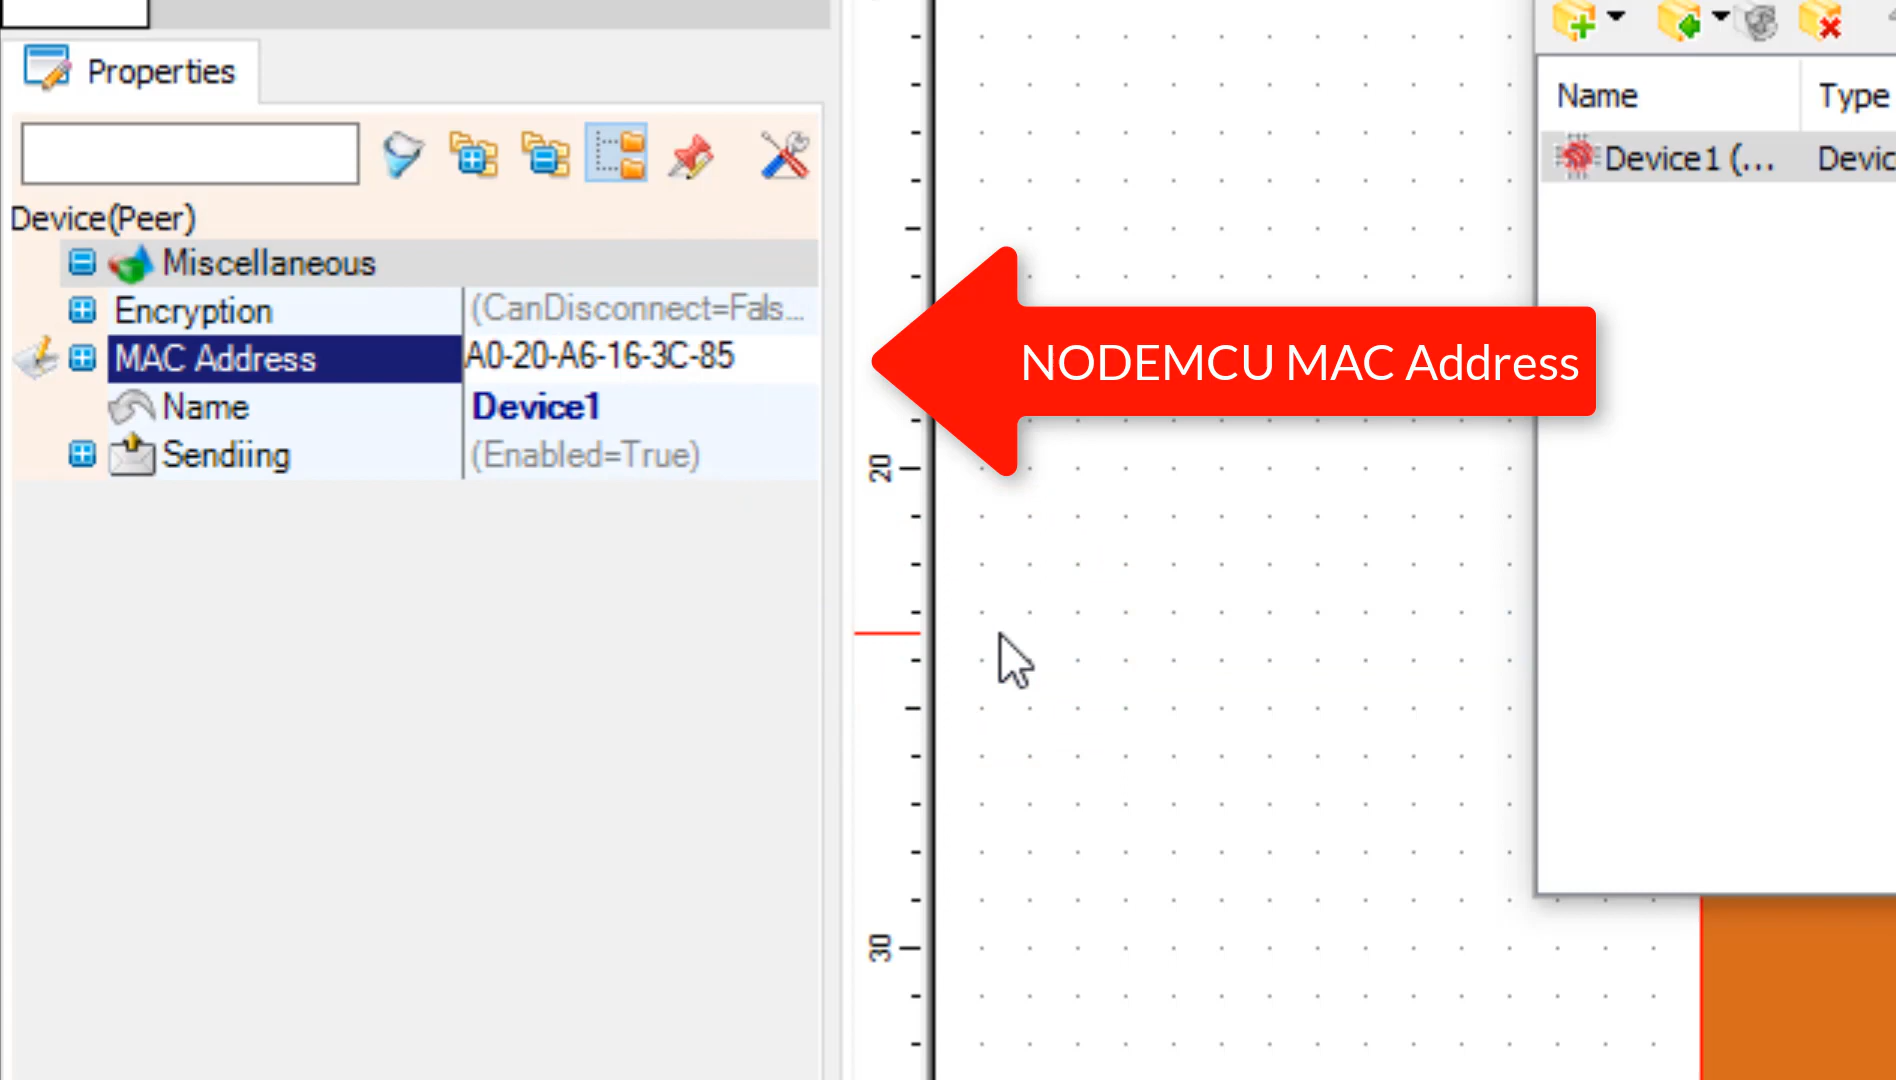 Properties
Device(Peer)
Miscellaneous
Encryption (CanDisconnect=Fals...
MAC Address A0-20-A6-16-3C-85
Name Device1
Sendiing (Enabled=True)
20
30
NODEMCU MAC Address
Name Type
Device1 (... Devic